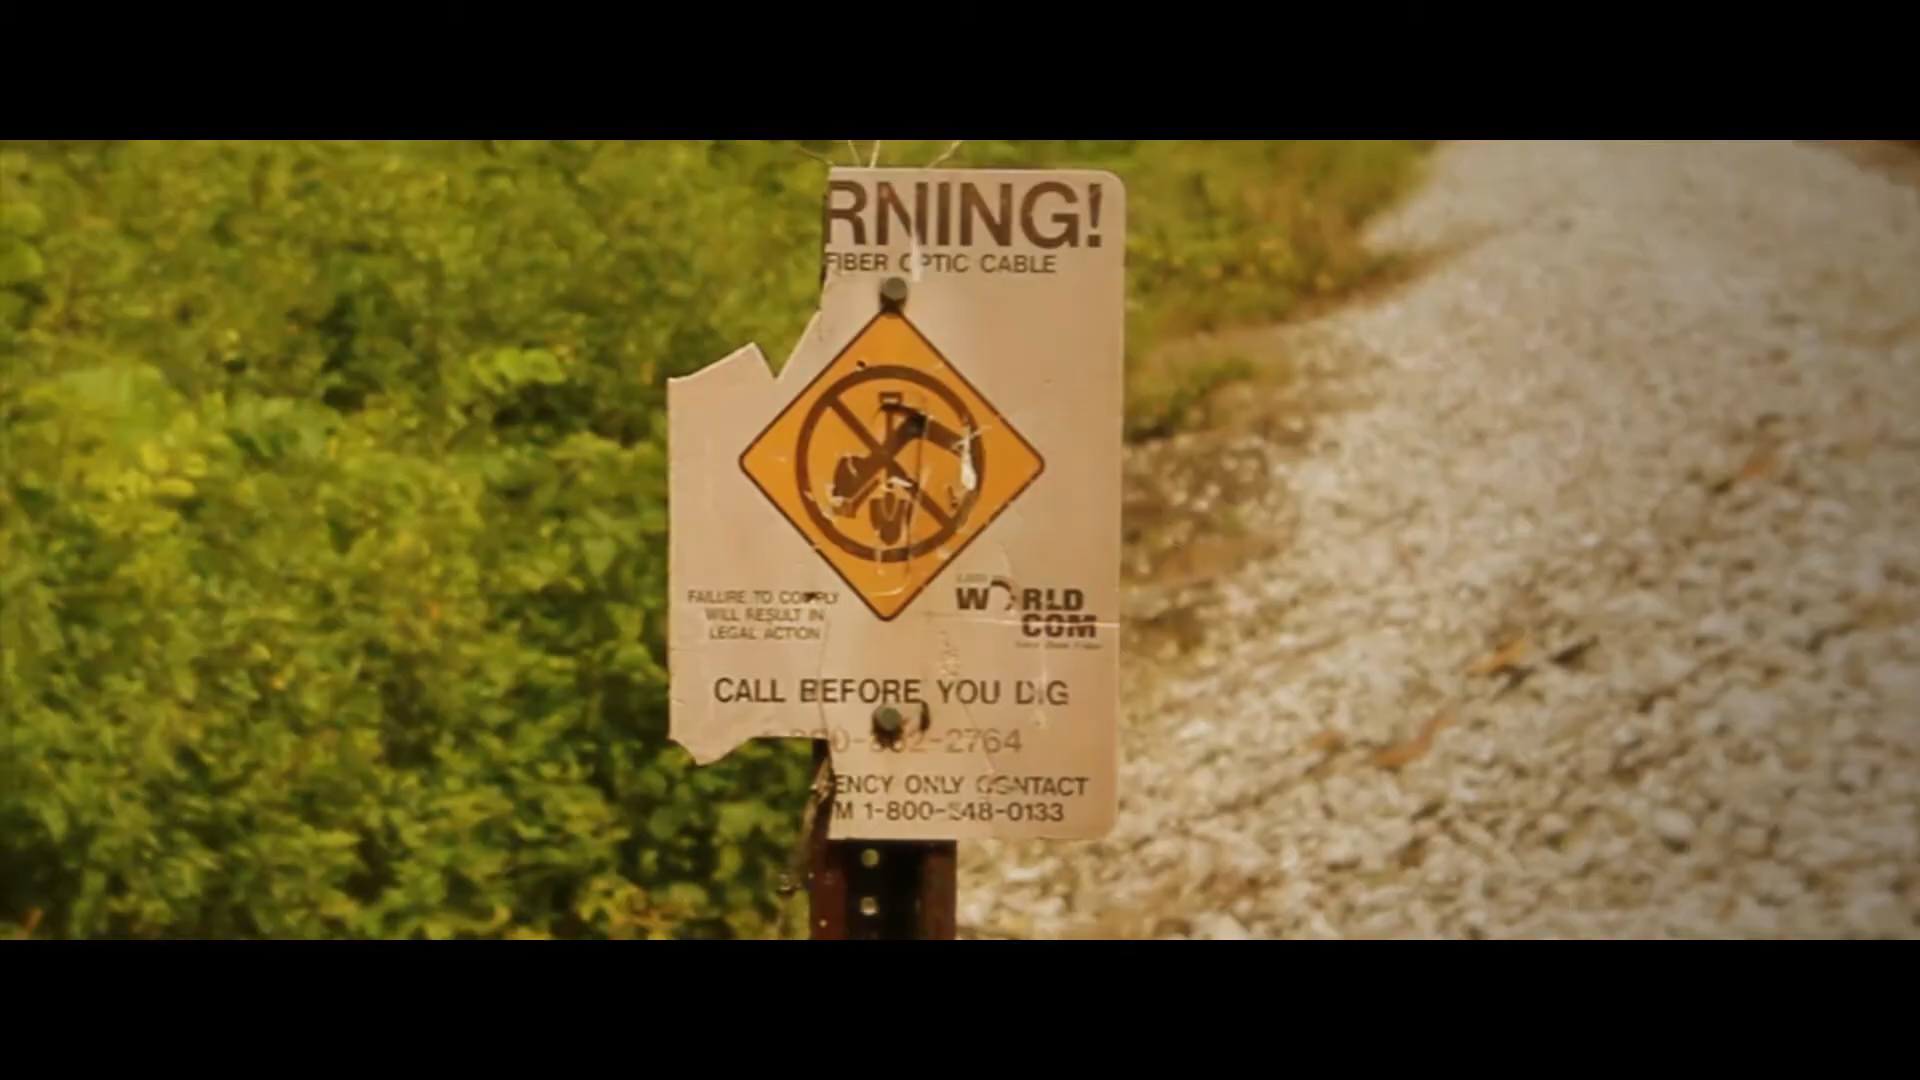 RNING!
FIBER OPTIC CABLE
FAILURE TO COMPLY
WILL RESULT IN
LEGAL ACTION
WORLD
COM
CALL BEFORE YOU DIG
-2764
ENCY ONLY CONTACT
M 1-800-548-0133